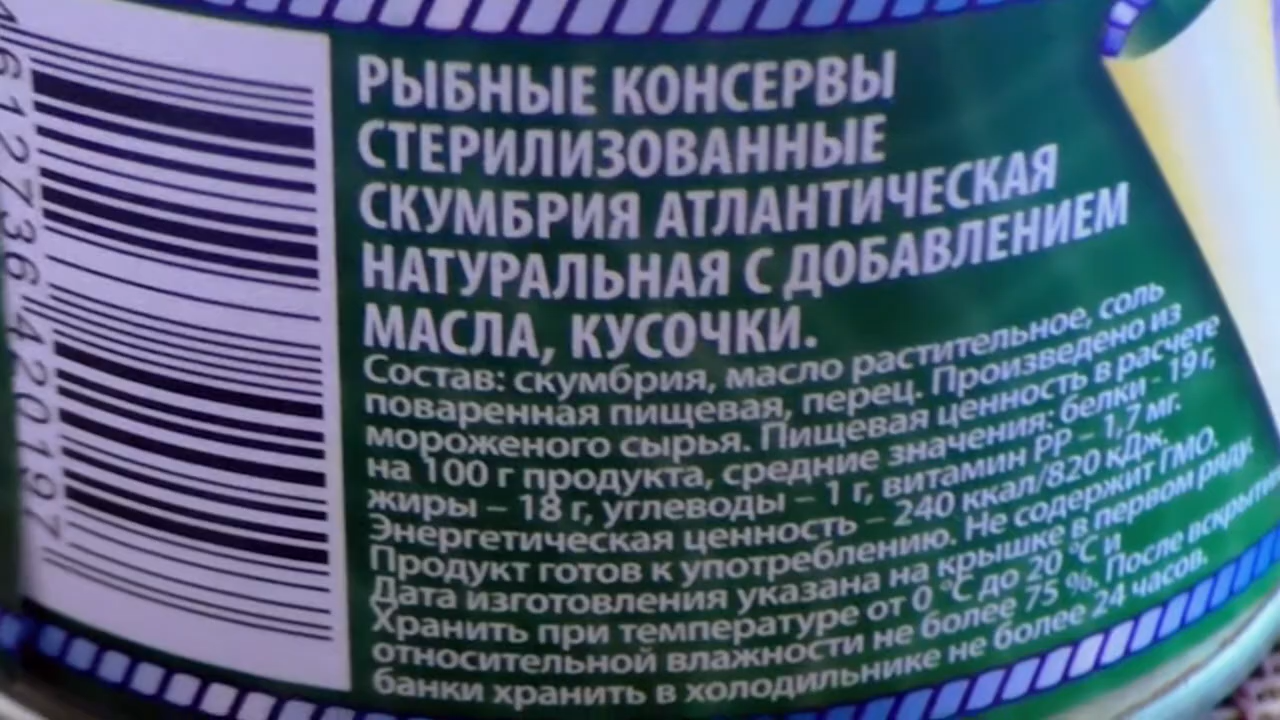 РЫБНЫЕ КОНСЕРВЫ
СТЕРИЛИЗОВАННЫЕ
СКУМБРИЯ АТЛАНТИЧЕСКАЯ
НАТУРАЛЬНАЯ С ДОБАВЛЕНИЕМ
МАСЛА, КУСОЧКИ.
Состав: скумбрия, масло растительное, соль
поваренная пищевая, перец. Произведено из
мороженого сырья. Пищевая ценность в расчете
на 100 г продукта, средние значения: белки - 19 г,
жиры – 18 г, углеводы – 1 г, витамин РР – 1,7 мг.
Энергетическая ценность – 240 ккал/820 кДж.
Продукт готов к употреблению. Не содержит ГМО.
Дата изготовления указана на крышке в первом ряду.
Хранить при температуре от 0 °С до 20 °С и
относительной влажности не более 75 %. После вскрытия
банки хранить в холодильнике не более 24 часов.
4612736420197